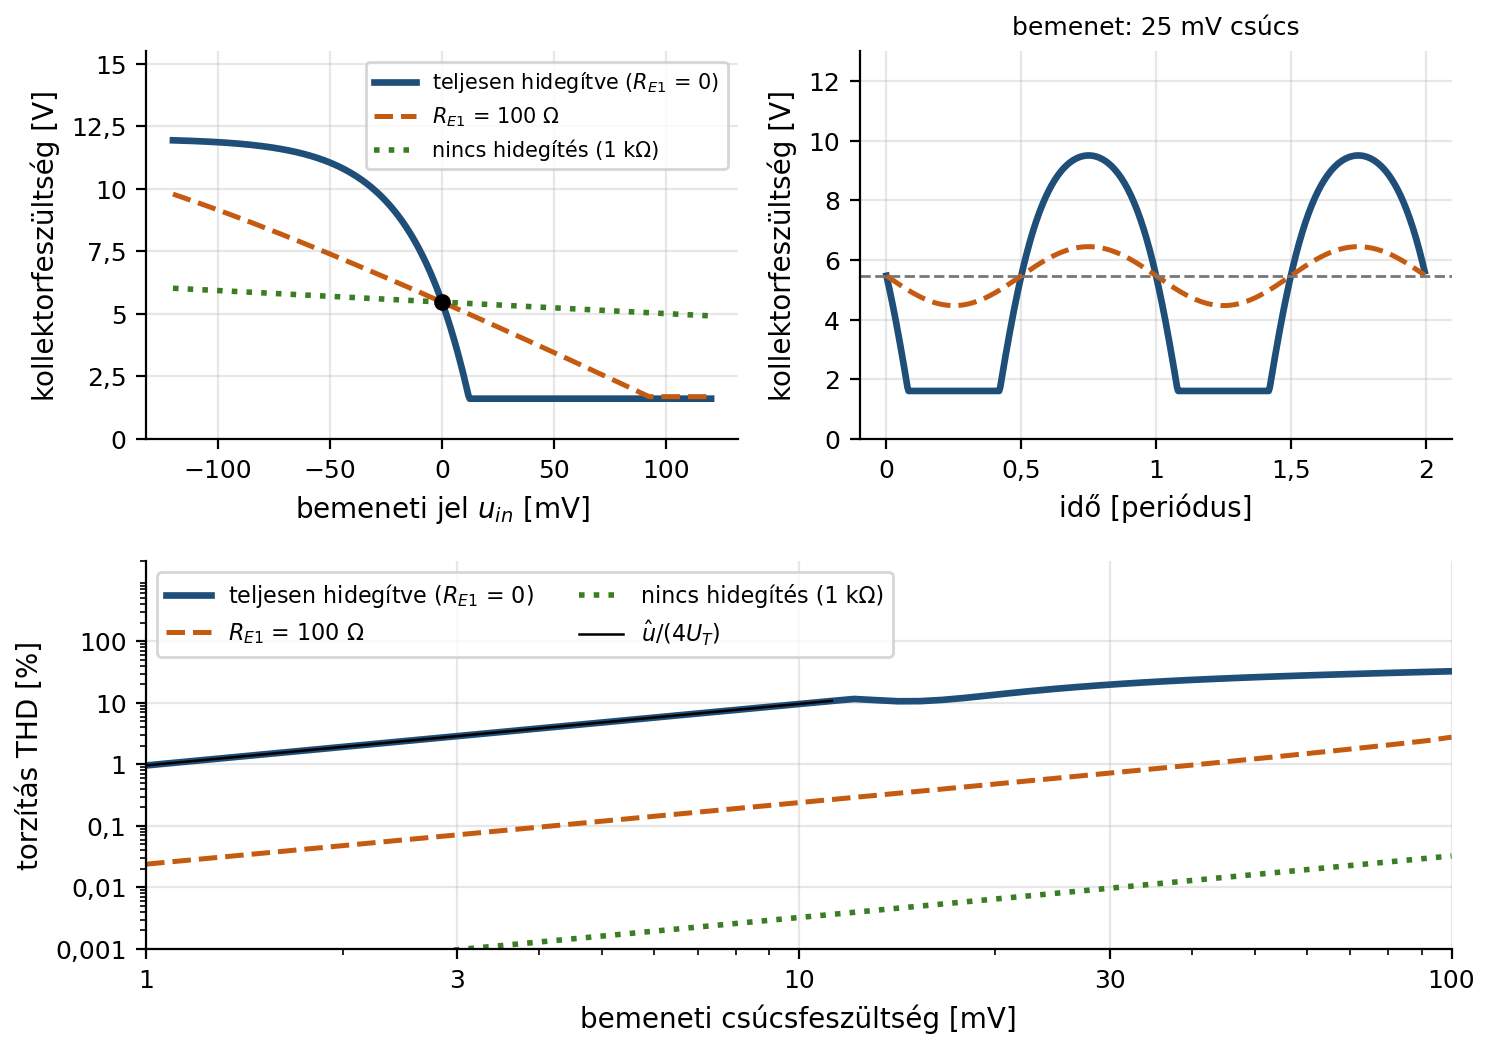 bemenet: 25 mV csúcs
kollektorfeszültség [V]
15
12,5
10
7,5
5
2,5
0
teljesen hidegítve (R_E1 = 0)
R_E1 = 100 Ω
nincs hidegítés (1 kΩ)
−100 −50 0 50 100
bemeneti jel u_in [mV]
kollektorfeszültség [V]
12
10
8
6
4
2
0
0 0,5 1 1,5 2
idő [periódus]
torzítás THD [%]
100
10
1
0,1
0,01
0,001
teljesen hidegítve (R_E1 = 0)
R_E1 = 100 Ω
nincs hidegítés (1 kΩ)
û/(4U_T)
1 3 10 30 100
bemeneti csúcsfeszültség [mV]